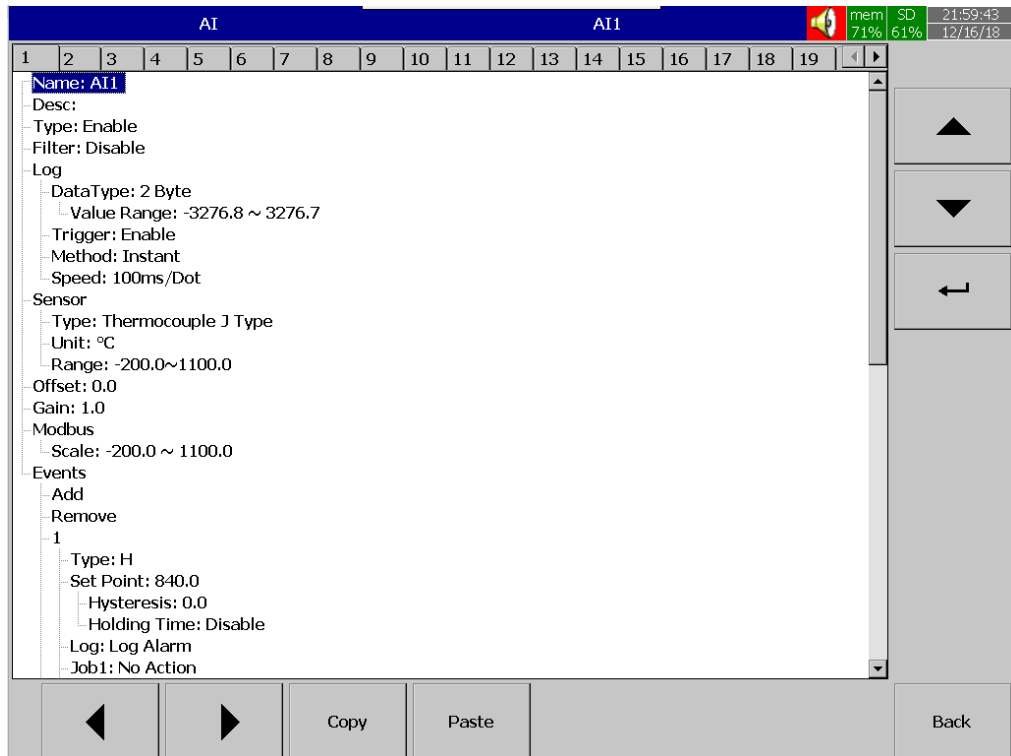 AI AI1 mem 71% SD 61% 21:59:43 12/16/18
1 2 3 4 5 6 7 8 9 10 11 12 13 14 15 16 17 18 19
Name: AI1
Desc:
Type: Enable
Filter: Disable
Log
DataType: 2 Byte
Value Range: -3276.8 ~ 3276.7
Trigger: Enable
Method: Instant
Speed: 100ms/Dot
Sensor
Type: Thermocouple J Type
Unit: °C
Range: -200.0~1100.0
Offset: 0.0
Gain: 1.0
Modbus
Scale: -200.0 ~ 1100.0
Events
Add
Remove
1
Type: H
Set Point: 840.0
Hysteresis: 0.0
Holding Time: Disable
Log: Log Alarm
Job1: No Action
Copy Paste Back